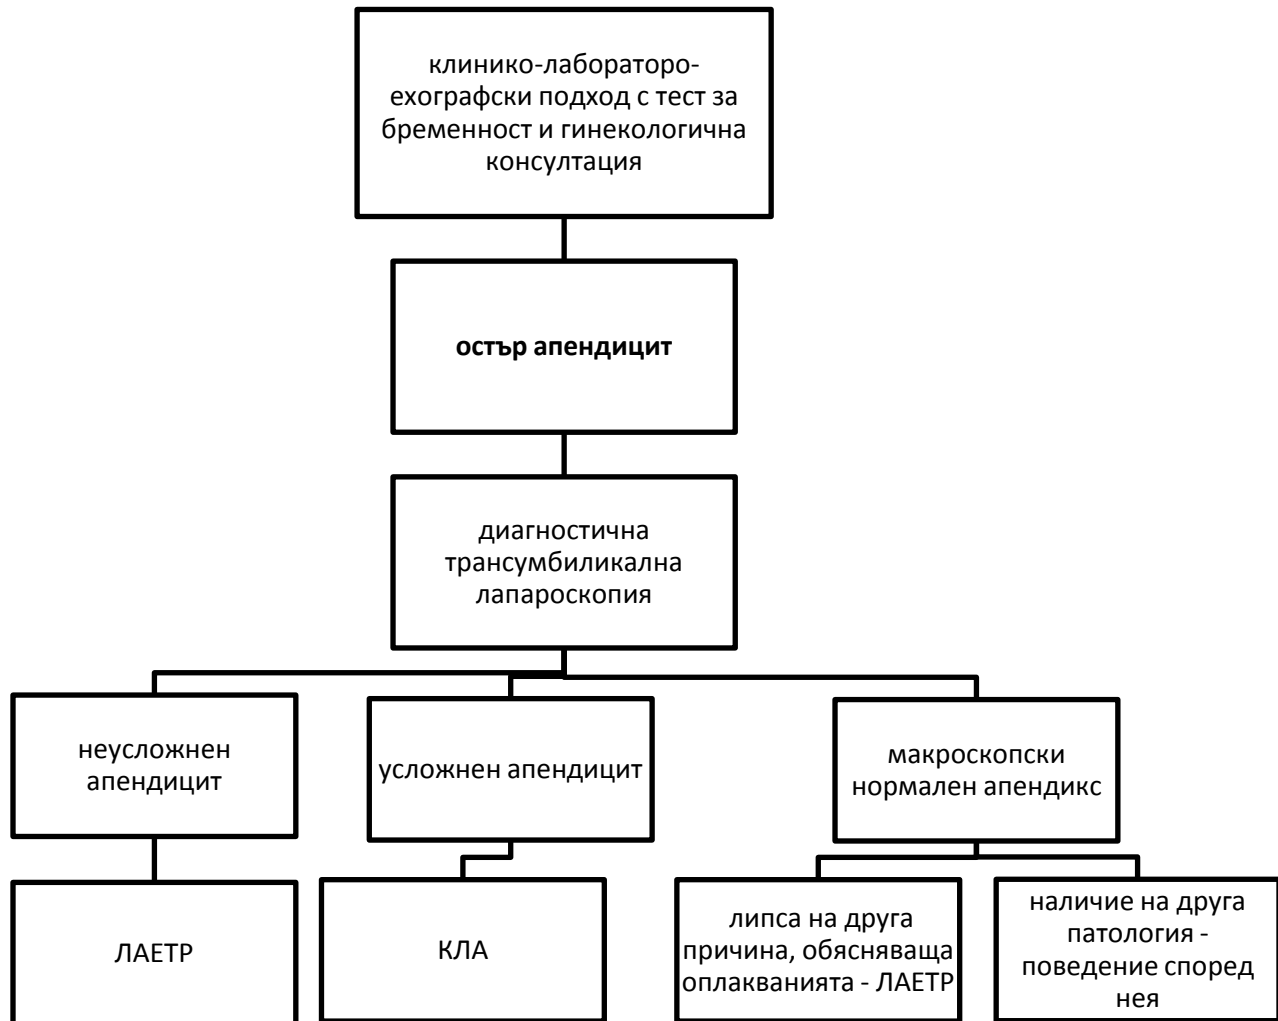 клинико-лабораторо-
ехографски подход с тест за
бременност и гинекологична
консултация
остър апендицит
диагностична
трансумбиликална
лапароскопия
неусложнен
апендицит
усложнен апендицит
макроскопски
нормален апендикс
ЛАЕТР
КЛА
липса на друга
причина, обясняваща
оплакванията - ЛАЕТР
наличие на друга
патология -
поведение според
нея